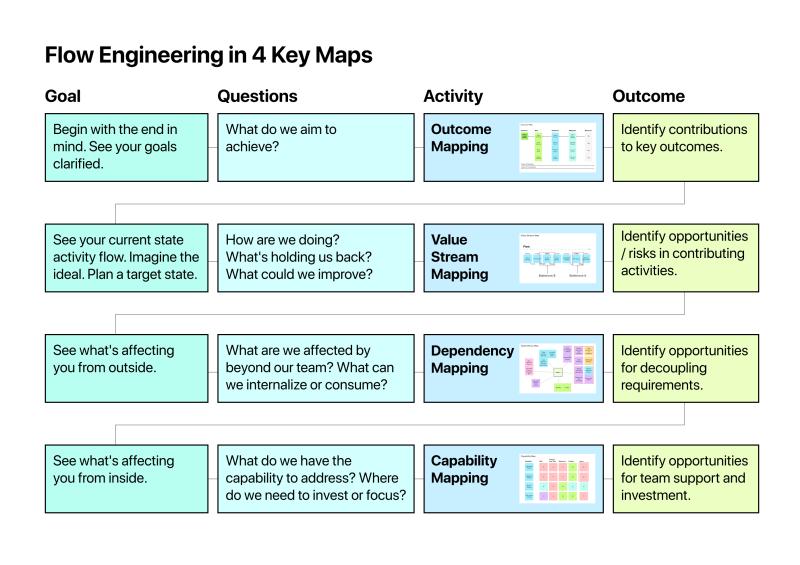 Flow Engineering in 4 Key Maps
Goal
Questions
Activity
Outcome
Begin with the end in
mind. See your goals
clarified.
What do we aim to
achieve?
Outcome
Mapping
Identify contributions
to key outcomes.
See your current state
activity flow. Imagine the
ideal. Plan a target state.
How are we doing?
What's holding us back?
What could we improve?
Value
Stream
Mapping
Identify opportunities
/ risks in contributing
activities.
See what's affecting
you from outside.
What are we affected by
beyond our team? What can
we internalize or consume?
Dependency
Mapping
Identify opportunities
for decoupling
requirements.
See what's affecting
you from inside.
What do we have the
capability to address? Where
do we need to invest or focus?
Capability
Mapping
Identify opportunities
for team support and
investment.